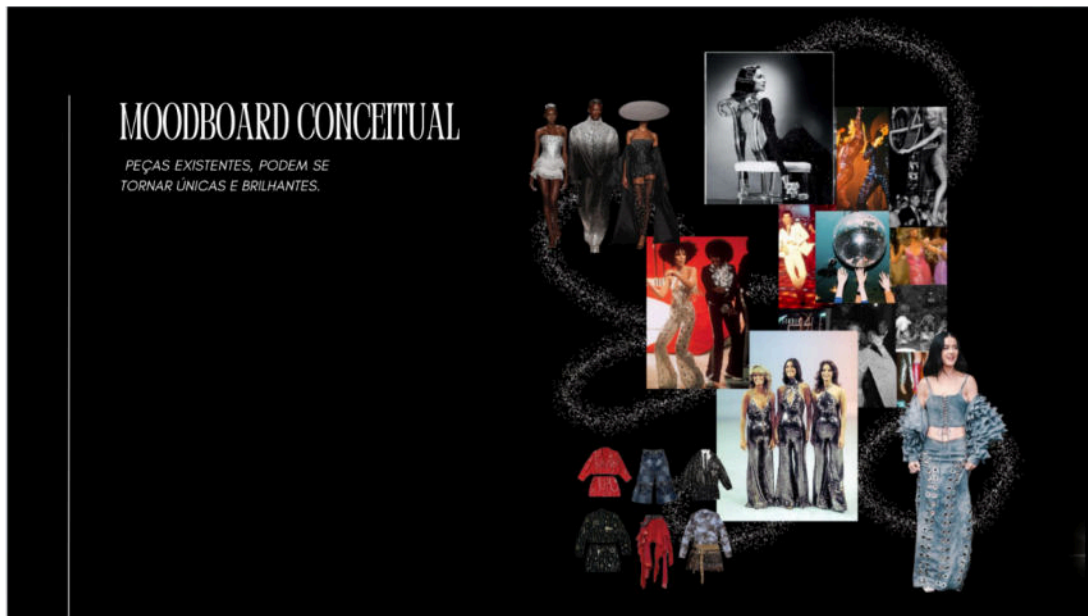 MOODBOARD CONCEITUAL
PEÇAS EXISTENTES, PODEM SE
TORNAR ÚNICAS E BRILHANTES.